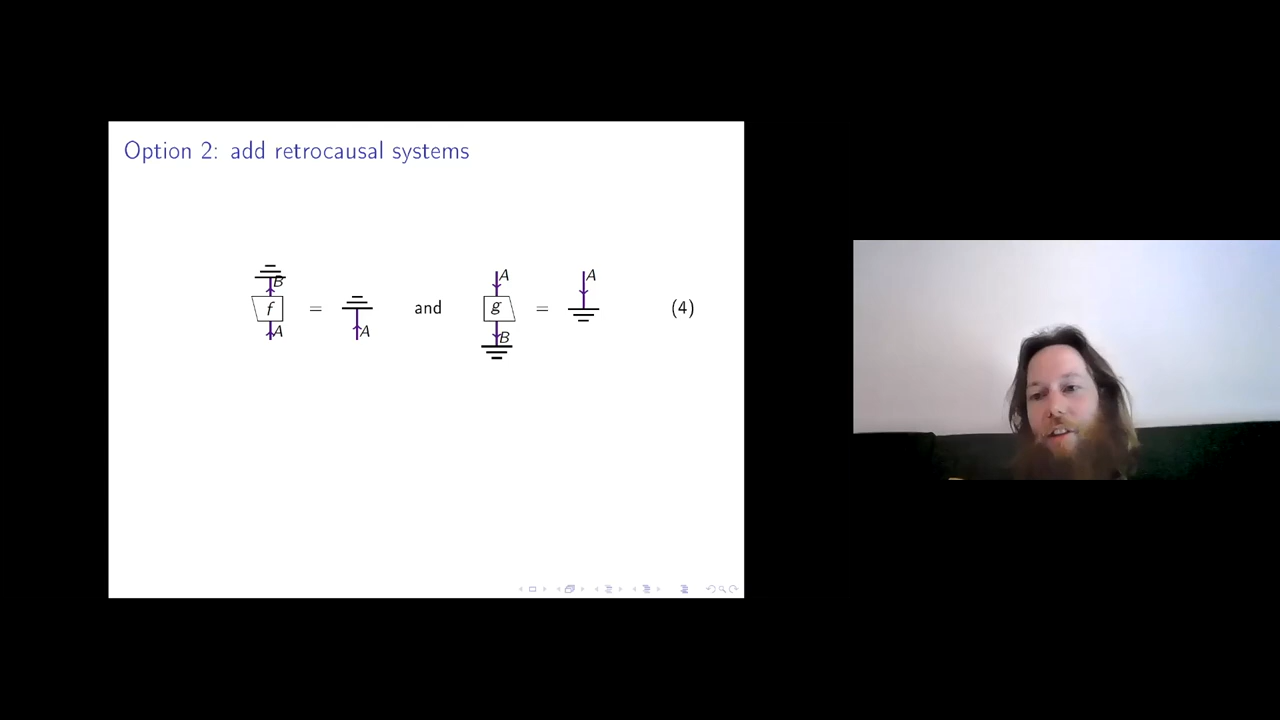 Option 2: add retrocausal systems
B A
f = A and g = (4)
A A B